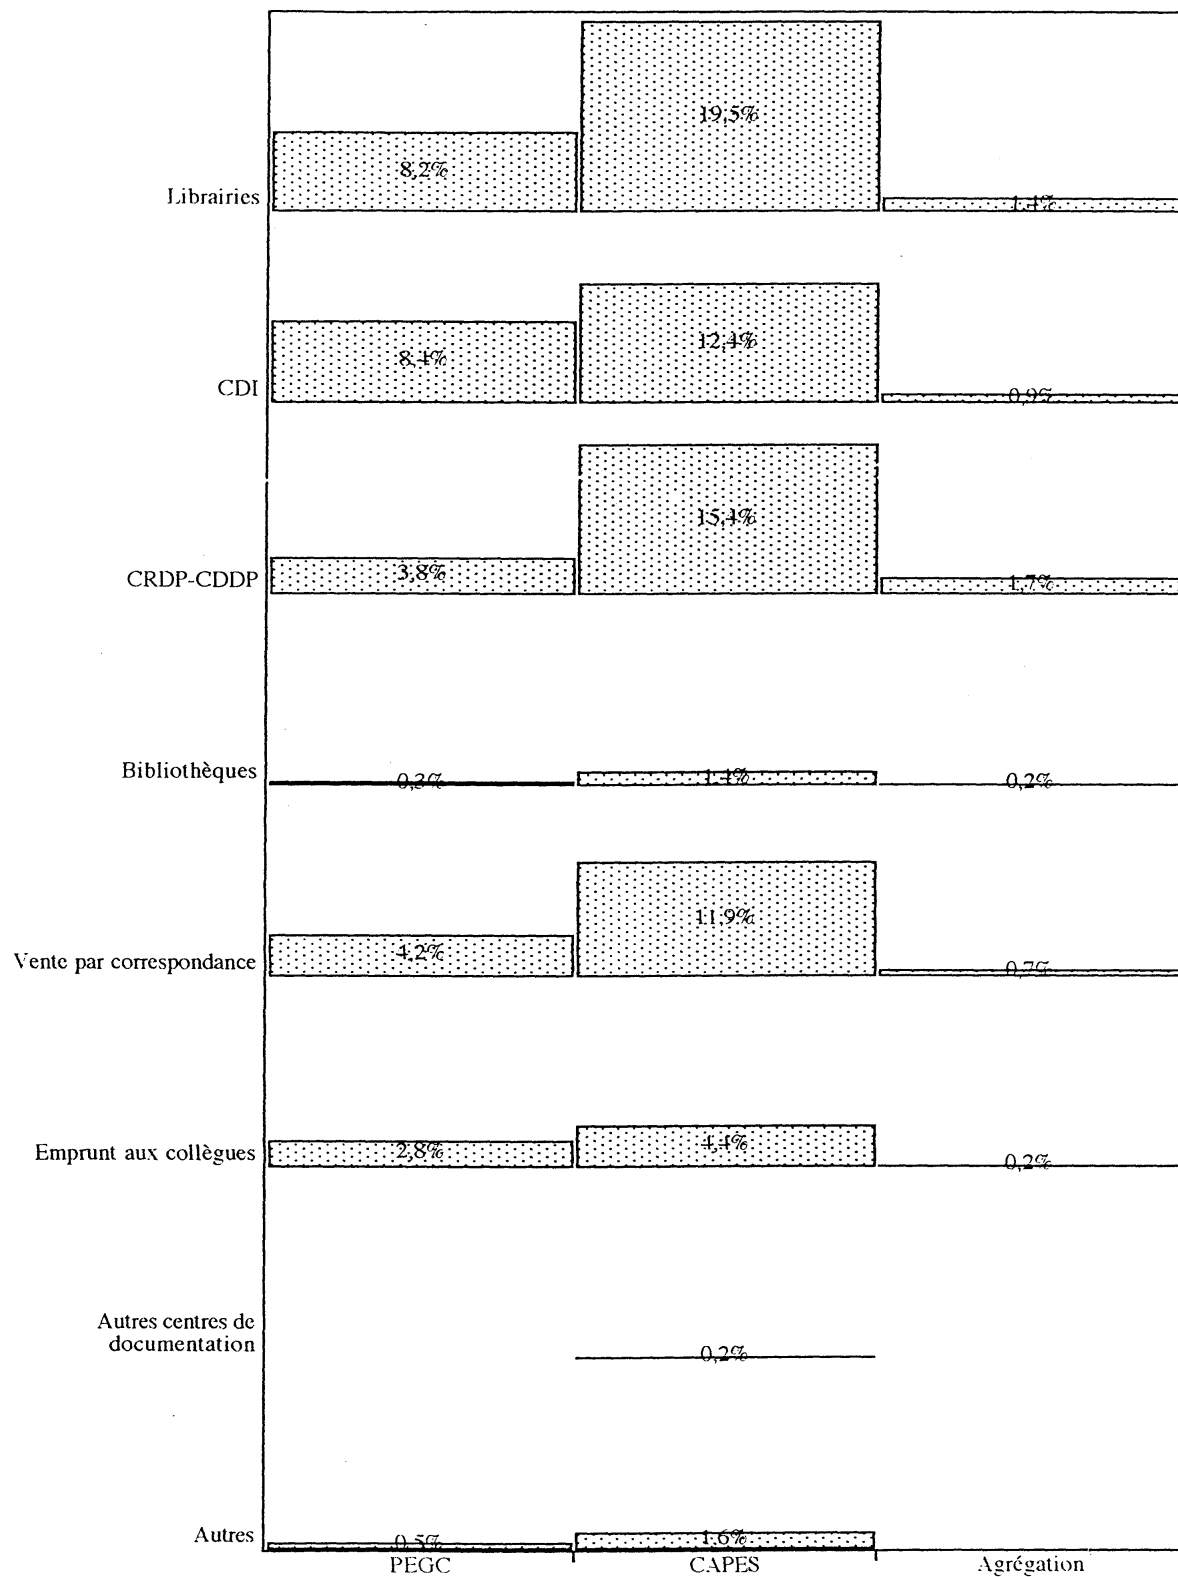 19,5%
8,2%
Librairies
1,4%
12,4%
8,4%
CDI
0,9%
15,4%
3,8%
CRDP-CDDP
1,7%
Bibliothèques
0,3%
1,4%
0,2%
11,9%
4,2%
Vente par correspondance
0,7%
Emprunt aux collègues
2,8%
4,4%
0,2%
Autres centres de
documentation
0,2%
Autres
0,5%
1,6%
PEGC
CAPES
Agrégation